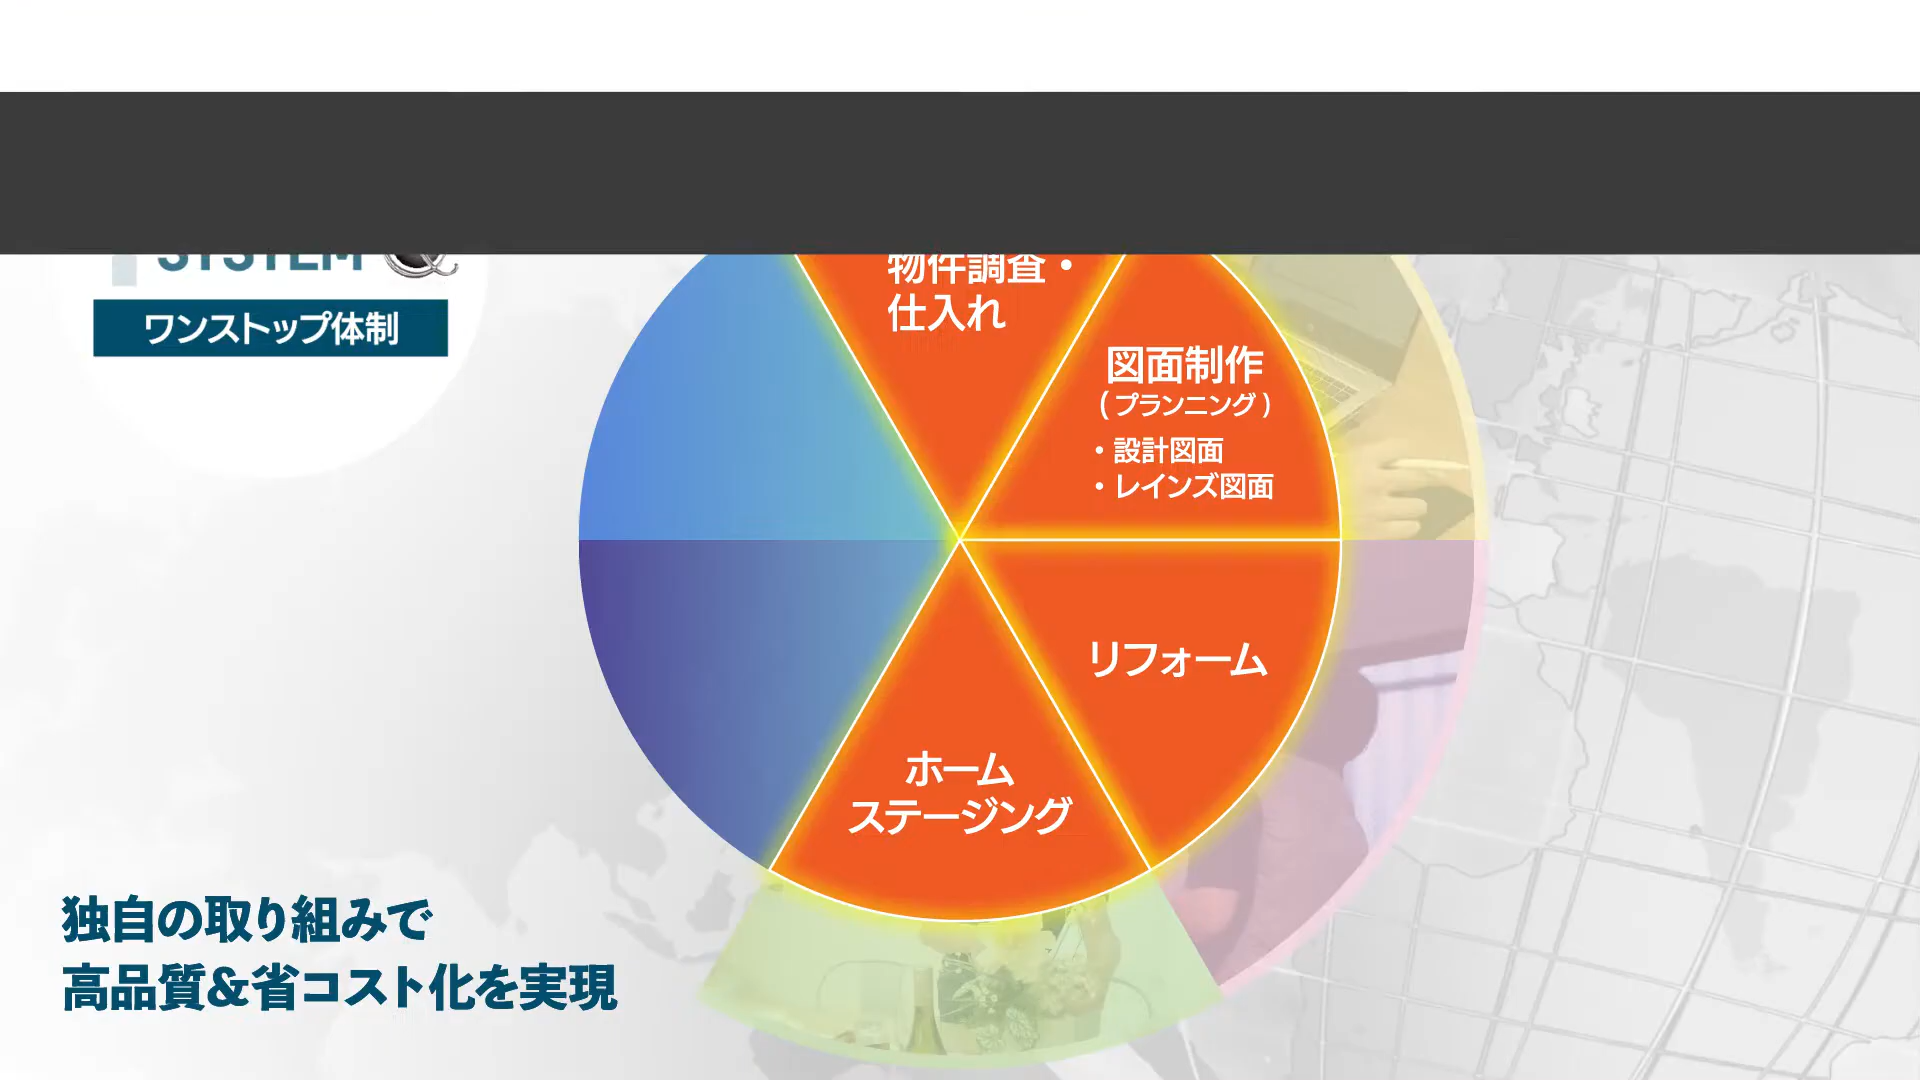 SYSTEM
ワンストップ体制
物件調査・
仕入れ
図面制作
(プランニング)
・設計図面
・レインズ図面
リフォーム
ホーム
ステージング
独自の取り組みで
高品質&省コスト化を実現